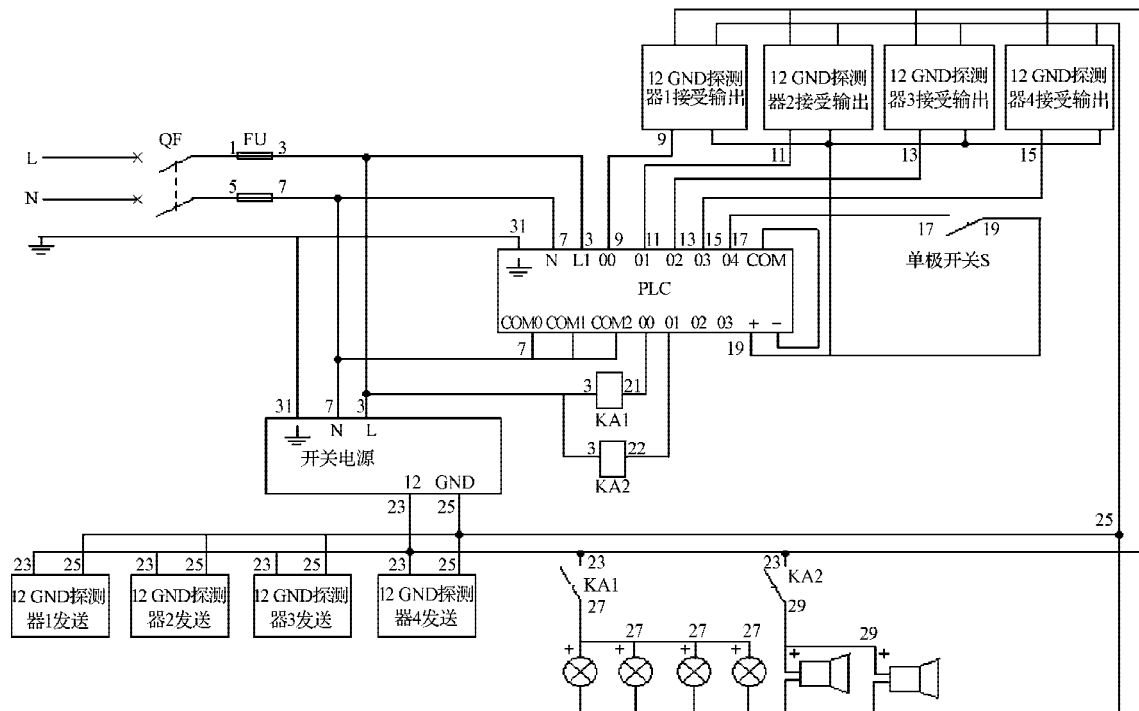 12 GND探测
器1接受输出
12 GND探测
器2接受输出
12 GND探测
器3接受输出
12 GND探测
器4接受输出
9
11
13
15
QF
1
FU
3
L
N
5
7
31
7
3
9
11
13
15
17
17
19
单极开关S
N
L1
00
01
02
03
04
COM
PLC
COM0
COM1
COM2
00
01
02
03
+
−
7
19
3
21
KA1
3
22
KA2
31
7
3
N
L
开关电源
12
GND
23
25
25
23
25
23
25
23
25
23
25
12 GND探测
器1发送
12 GND探测
器2发送
12 GND探测
器3发送
12 GND探测
器4发送
23
KA1
27
23
KA2
29
27
27
27
29
+
+
+
+
+
+